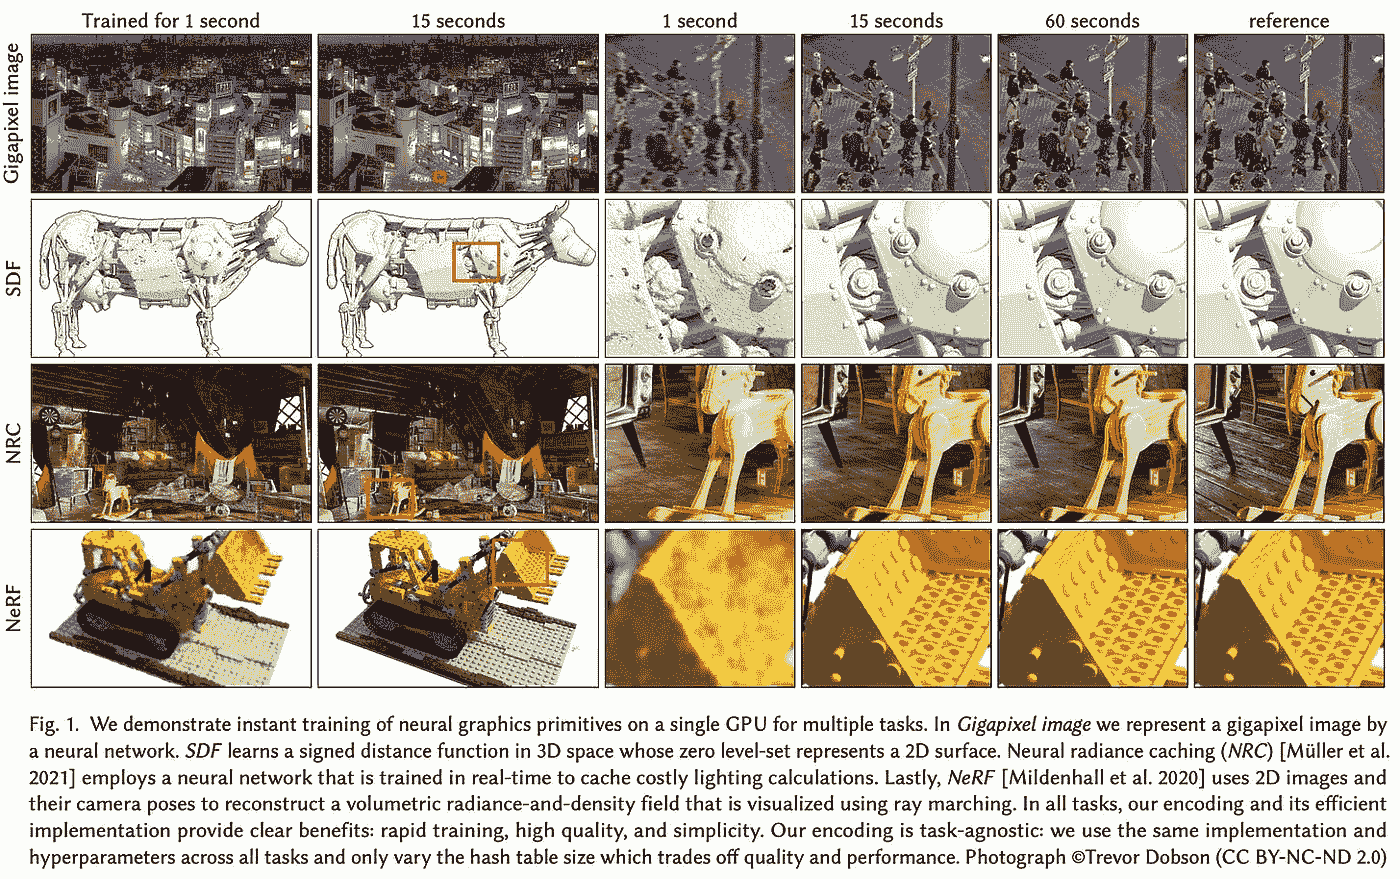 Trained for 1 second 15 seconds 1 second 15 seconds 60 seconds reference
Gigapixel image
SDF
NRC
NeRF
Fig. 1. We demonstrate instant training of neural graphics primitives on a single GPU for multiple tasks. In Gigapixel image we represent a gigapixel image by
a neural network. SDF learns a signed distance function in 3D space whose zero level-set represents a 2D surface. Neural radiance caching (NRC) [Müller et al.
2021] employs a neural network that is trained in real-time to cache costly lighting calculations. Lastly, NeRF [Mildenhall et al. 2020] uses 2D images and
their camera poses to reconstruct a volumetric radiance-and-density field that is visualized using ray marching. In all tasks, our encoding and its efficient
implementation provide clear benefits: rapid training, high quality, and simplicity. Our encoding is task-agnostic: we use the same implementation and
hyperparameters across all tasks and only vary the hash table size which trades off quality and performance. Photograph ©Trevor Dobson (CC BY-NC-ND 2.0)